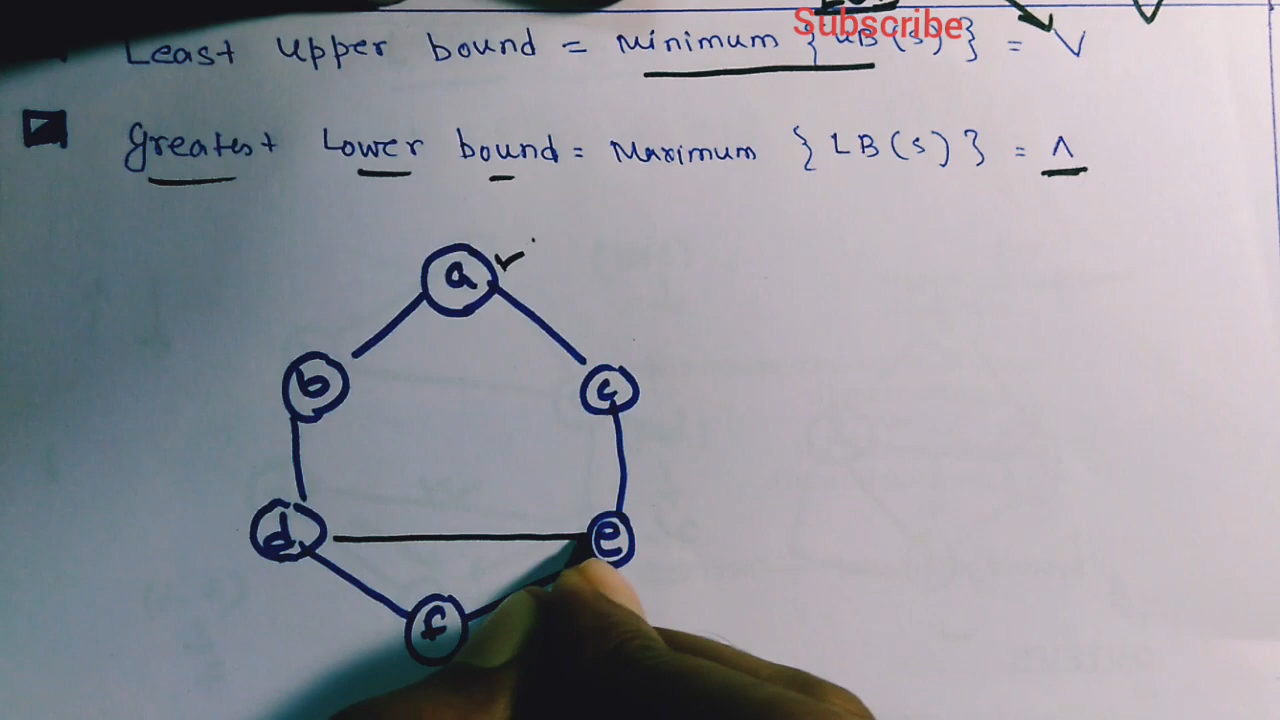 Subscribe
Least upper bound = Minimum { UB(S) } = V
Greatest Lower bound = Maximum { LB(S) } = Λ
a
b
c
d
e
f